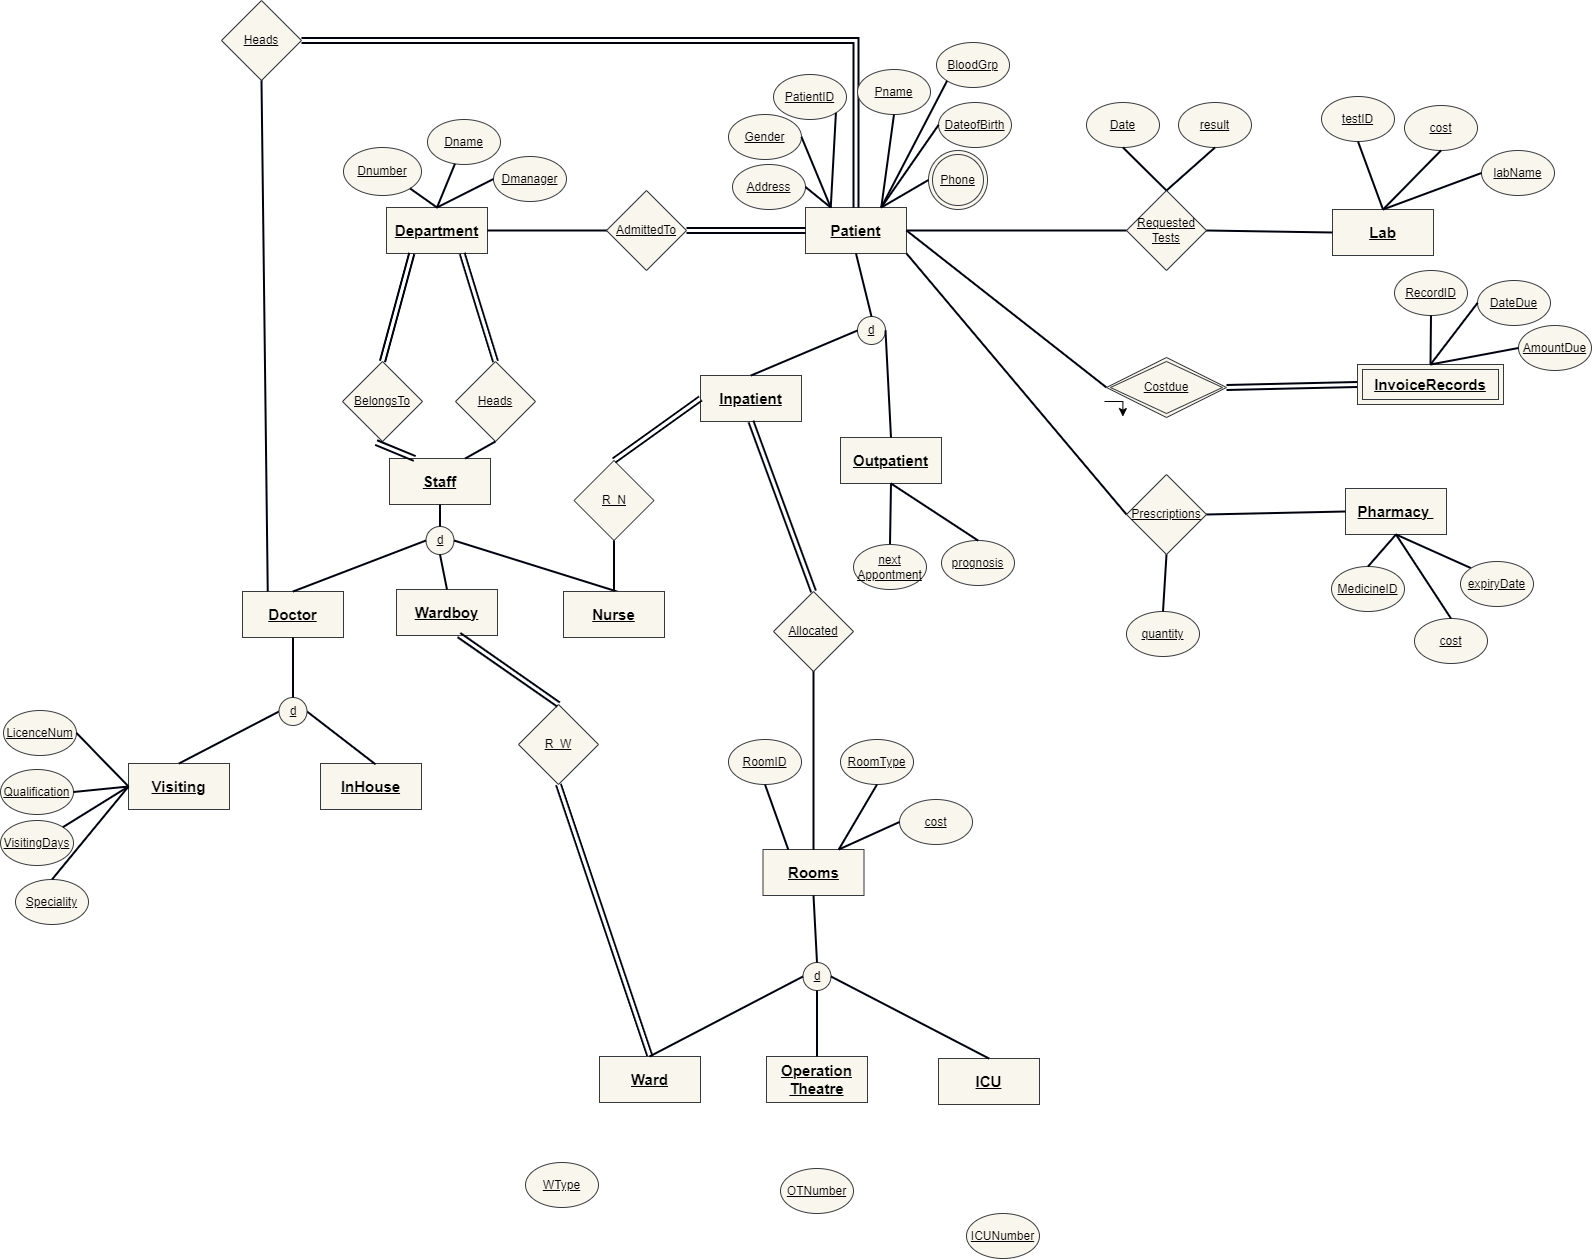 Heads
BloodGrp
PatientID
Pname
Gender
DateofBirth
Address
Phone
Date
result
testID
cost
labName
Dname
Dnumber
Dmanager
Department
AdmittedTo
Patient
Requested
Tests
Lab
RecordID
DateDue
AmountDue
d
Costdue
InvoiceRecords
BelongsTo
Heads
Inpatient
Outpatient
Staff
R_N
Prescriptions
Pharmacy
d
next
Appontment
prognosis
MedicineID
expiryDate
cost
quantity
Doctor
Wardboy
Nurse
Allocated
d
LicenceNum
R_W
RoomID
RoomType
Visiting
InHouse
Qualification
VisitingDays
cost
Speciality
Rooms
d
Ward
Operation
Theatre
ICU
WType
OTNumber
ICUNumber